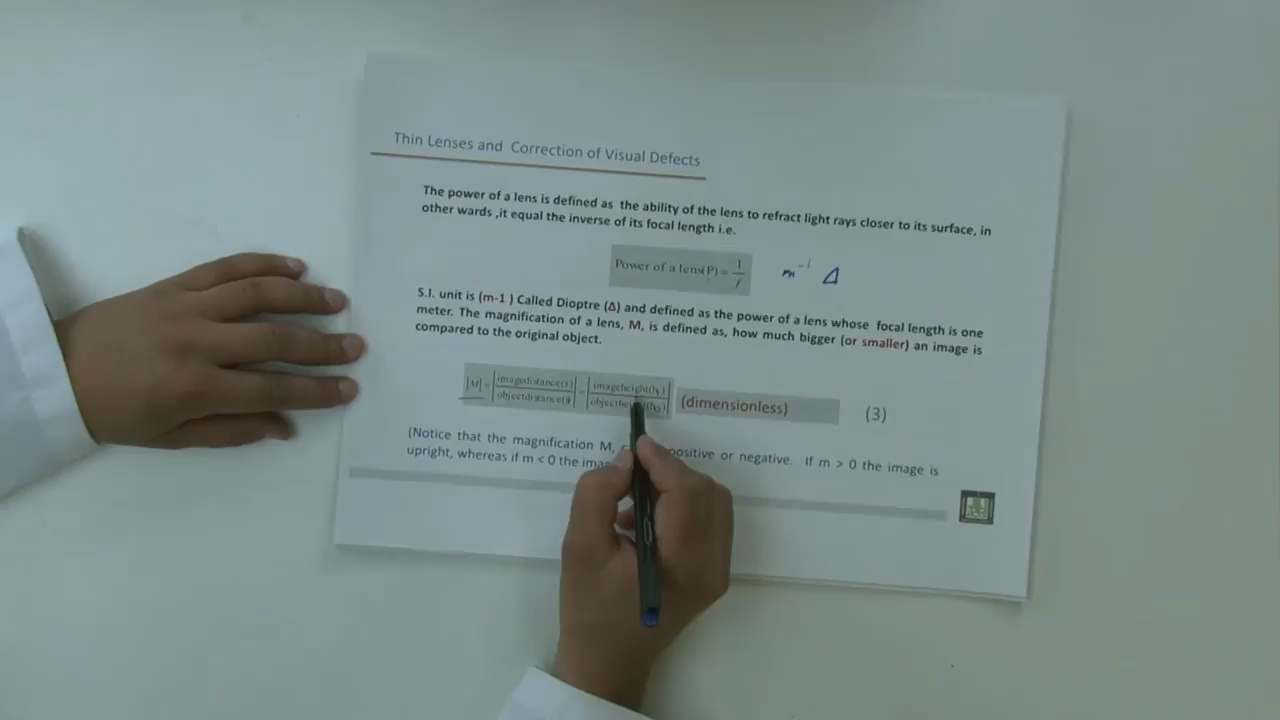 Thin Lenses and Correction of Visual Defects
The power of a lens is defined as the ability of the lens to refract light rays closer to its surface, in
other wards ,it equal the inverse of its focal length i.e.
Power of a lens(P) = 1/f m⁻¹ Δ
S.I. unit is (m-1 ) Called Dioptre (Δ) and defined as the power of a lens whose focal length is one
meter. The magnification of a lens, M, is defined as, how much bigger (or smaller) an image is
compared to the original object.
|M| = |imagedistance(s')/objectdistance(s)| = |imageheight(hᵢ)/(h₀)| (dimensionless) (3)
(Notice that the magnification M, positive or negative. If m > 0 the image is
upright, whereas if m < 0 the